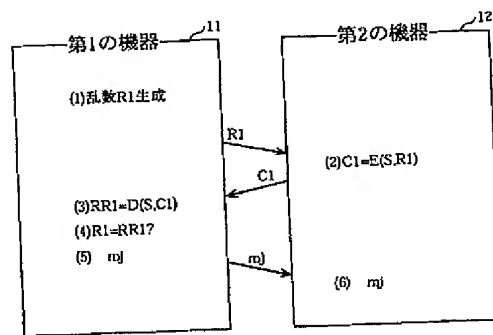 11
12
第1の機器
第2の機器
(1)乱数R1生成
R1
(2)C1=E(S,R1)
C1
(3)RR1=D(S,C1)
(4)R1=RR1?
(5) mj
mj
(6) mj